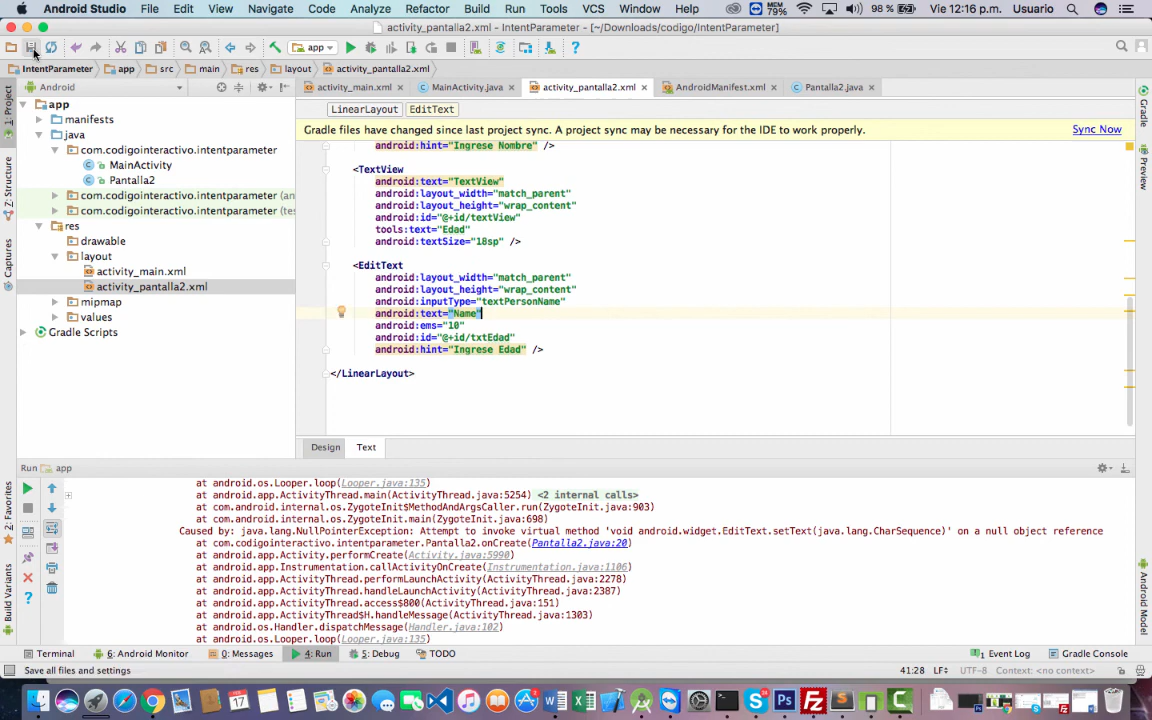 Android Studio File Edit View Navigate Code Analyze Refactor Build Run Tools VCS Window Help 79% 98 % Vie 12:16 p.m. Usuario
activity_pantalla2.xml - IntentParameter - [~/Downloads/codigo/IntentParameter]
app
IntentParameter app src main res layout activity_pantalla2.xml
Android activity_main.xml MainActivity.java activity_pantalla2.xml AndroidManifest.xml Pantalla2.java
app
manifests
java
com.codigointeractivo.intentparameter
MainActivity
Pantalla2
com.codigointeractivo.intentparameter (an
com.codigointeractivo.intentparameter (tes
res
drawable
layout
activity_main.xml
activity_pantalla2.xml
mipmap
values
Gradle Scripts
1: Project
Z: Structure
Captures
2: Favorites
Build Variants
LinearLayout EditText
Gradle files have changed since last project sync. A project sync may be necessary for the IDE to work properly. Sync Now
android:hint="Ingrese Nombre" />
<TextView
android:text="TextView"
android:layout_width="match_parent"
android:layout_height="wrap_content"
android:id="@+id/textView"
tools:text="Edad"
android:textSize="18sp" />
<EditText
android:layout_width="match_parent"
android:layout_height="wrap_content"
android:inputType="textPersonName"
android:text="Name"
android:ems="10"
android:id="@+id/txtEdad"
android:hint="Ingrese Edad" />
</LinearLayout>
Design Text
Gradle
Preview
Android Model
Run app
at android.os.Looper.loop(Looper.java:135)
at android.app.ActivityThread.main(ActivityThread.java:5254) <2 internal calls>
at com.android.internal.os.ZygoteInit$MethodAndArgsCaller.run(ZygoteInit.java:903)
at com.android.internal.os.ZygoteInit.main(ZygoteInit.java:698)
Caused by: java.lang.NullPointerException: Attempt to invoke virtual method 'void android.widget.EditText.setText(java.lang.CharSequence)' on a null object reference
at com.codigointeractivo.intentparameter.Pantalla2.onCreate(Pantalla2.java:20)
at android.app.Activity.performCreate(Activity.java:5990)
at android.app.Instrumentation.callActivityOnCreate(Instrumentation.java:1106)
at android.app.ActivityThread.performLaunchActivity(ActivityThread.java:2278)
at android.app.ActivityThread.handleLaunchActivity(ActivityThread.java:2387)
at android.app.ActivityThread.access$800(ActivityThread.java:151)
at android.app.ActivityThread$H.handleMessage(ActivityThread.java:1303)
at android.os.Handler.dispatchMessage(Handler.java:102)
at android.os.Looper.loop(Looper.java:135)
Terminal 6: Android Monitor 0: Messages 4: Run 5: Debug TODO 1 Event Log Gradle Console
Save all files and settings 41:28 LF UTF-8 Context: <no context>